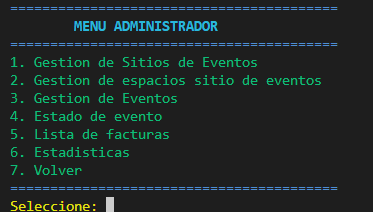 =========================================
MENU ADMINISTRADOR
=========================================
1. Gestion de Sitios de Eventos
2. Gestion de espacios sitio de eventos
3. Gestion de Eventos
4. Estado de evento
5. Lista de facturas
6. Estadisticas
7. Volver
=========================================
Seleccione: